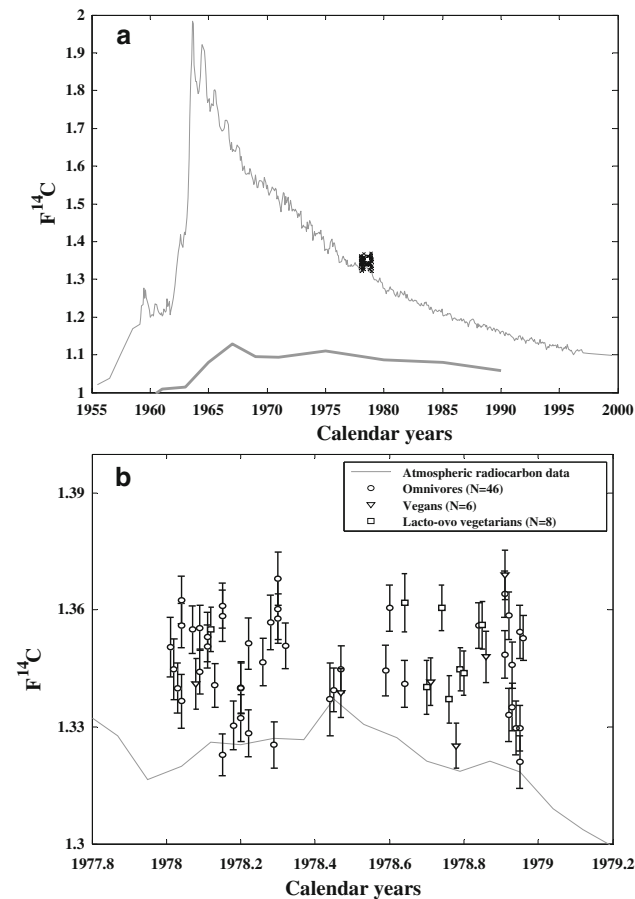 a
2
1.9
1.8
1.7
1.6
1.5
1.4
1.3
1.2
1.1
1
F14C
1955 1960 1965 1970 1975 1980 1985 1990 1995 2000
Calendar years
b
Atmospheric radiocarbon data
Omnivores (N=46)
Vegans (N=6)
Lacto-ovo vegetarians (N=8)
1.39
1.36
1.33
1.3
F14C
1977.8 1978 1978.2 1978.4 1978.6 1978.8 1979 1979.2
Calendar years